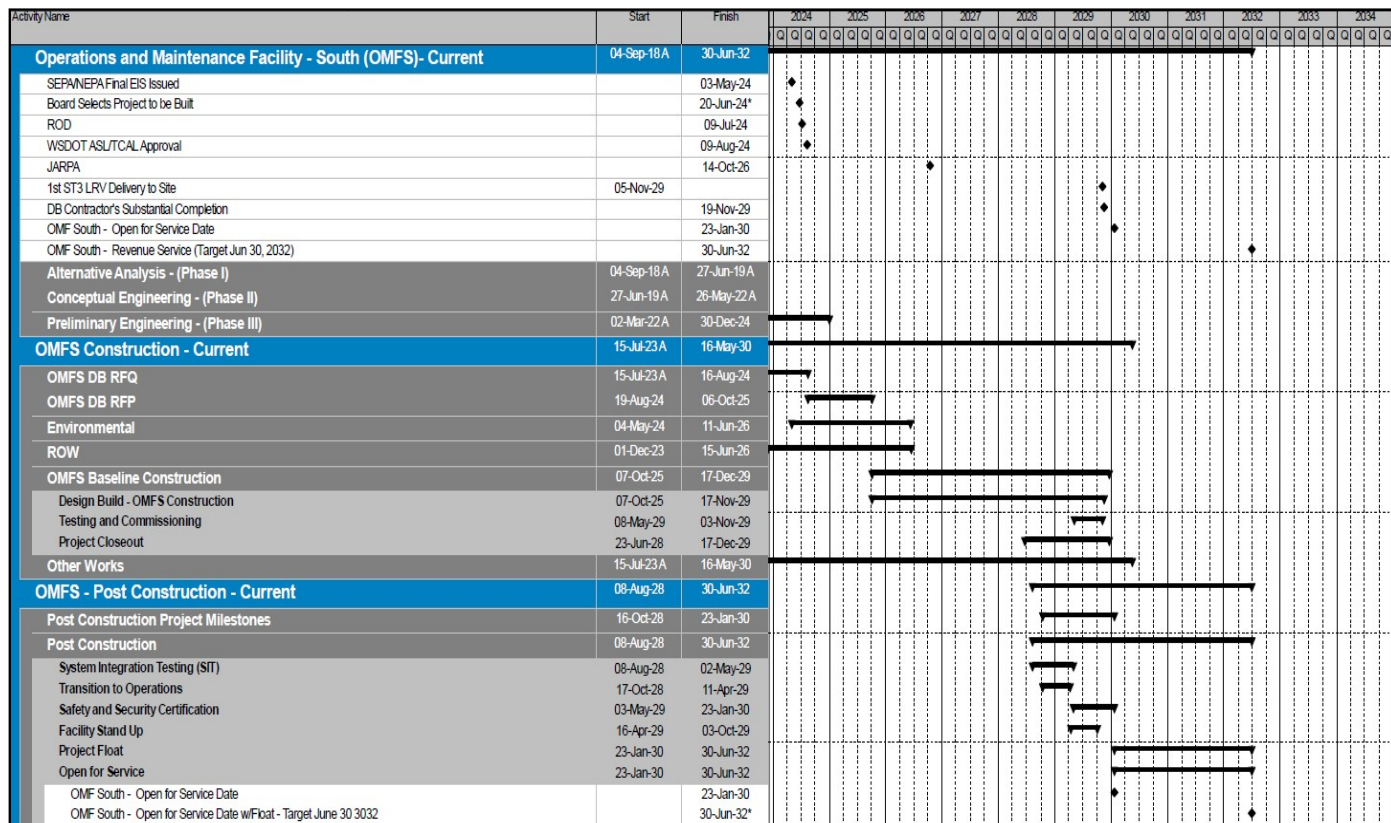 Activity Name Start Finish 2024 2025 2026 2027 2028 2029 2030 2031 2032 2033 2034
Q Q Q Q Q Q Q Q Q Q Q Q Q Q Q Q Q Q Q Q Q Q Q Q Q Q Q Q Q Q Q Q Q Q Q Q Q Q Q Q Q Q Q Q
Operations and Maintenance Facility - South (OMFS)- Current 04-Sep-18 A 30-Jun-32
SEPA/NEPA Final EIS Issued 03-May-24
Board Selects Project to be Built 20-Jun-24*
ROD 09-Jul-24
WSDOT ASL/TCAL Approval 09-Aug-24
JARPA 14-Oct-26
1st ST3 LRV Delivery to Site 05-Nov-29
DB Contractor's Substantial Completion 19-Nov-29
OMF South - Open for Service Date 23-Jan-30
OMF South - Revenue Service (Target Jun 30, 2032) 30-Jun-32
Alternative Analysis - (Phase I) 04-Sep-18 A 27-Jun-19 A
Conceptual Engineering - (Phase II) 27-Jun-19 A 26-May-22 A
Preliminary Engineering - (Phase III) 02-Mar-22 A 30-Dec-24
OMFS Construction - Current 15-Jul-23 A 16-May-30
OMFS DB RFQ 15-Jul-23 A 16-Aug-24
OMFS DB RFP 19-Aug-24 06-Oct-25
Environmental 04-May-24 11-Jun-26
ROW 01-Dec-23 15-Jun-26
OMFS Baseline Construction 07-Oct-25 17-Dec-29
Design Build - OMFS Construction 07-Oct-25 17-Nov-29
Testing and Commissioning 08-May-29 03-Nov-29
Project Closeout 23-Jun-28 17-Dec-29
Other Works 15-Jul-23 A 16-May-30
OMFS - Post Construction - Current 08-Aug-28 30-Jun-32
Post Construction Project Milestones 16-Oct-28 23-Jan-30
Post Construction 08-Aug-28 30-Jun-32
System Integration Testing (SIT) 08-Aug-28 02-May-29
Transition to Operations 17-Oct-28 11-Apr-29
Safety and Security Certification 03-May-29 23-Jan-30
Facility Stand Up 16-Apr-29 03-Oct-29
Project Float 23-Jan-30 30-Jun-32
Open for Service 23-Jan-30 30-Jun-32
OMF South - Open for Service Date 23-Jan-30
OMF South - Open for Service Date w/Float - Target June 30 3032 30-Jun-32*